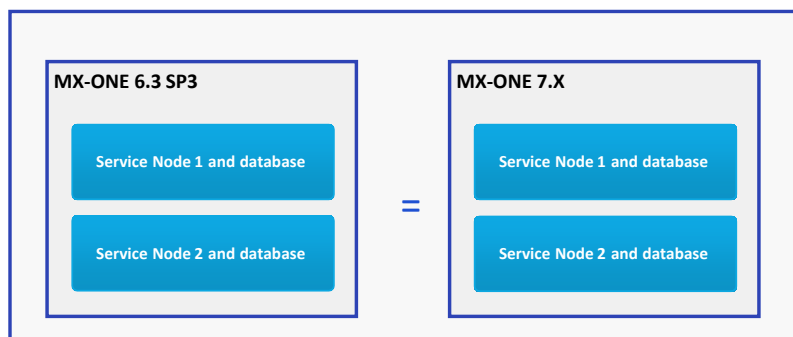 MX-ONE 6.3 SP3
Service Node 1 and database
Service Node 2 and database
=
MX-ONE 7.X
Service Node 1 and database
Service Node 2 and database